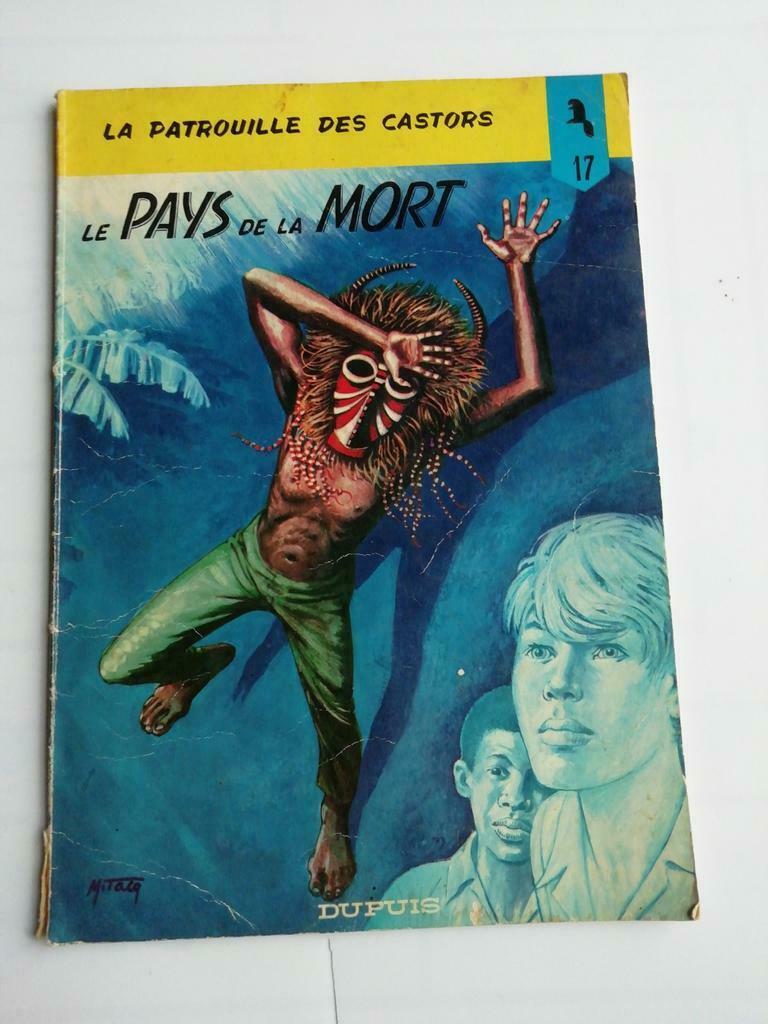 LA PATROUILLE DES CASTORS
17
LE PAYS DE LA MORT
MiTacq
DUPUIS